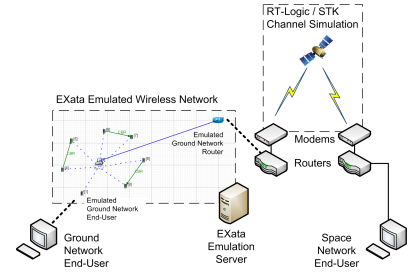 RT-Logic / STK
Channel Simulation
EXata Emulated Wireless Network
Emulated
Ground Network
Router
Modems
Routers
Emulated
Ground Network
End-User
Ground
Network
End-User
EXata
Emulation
Server
Space
Network
End-User